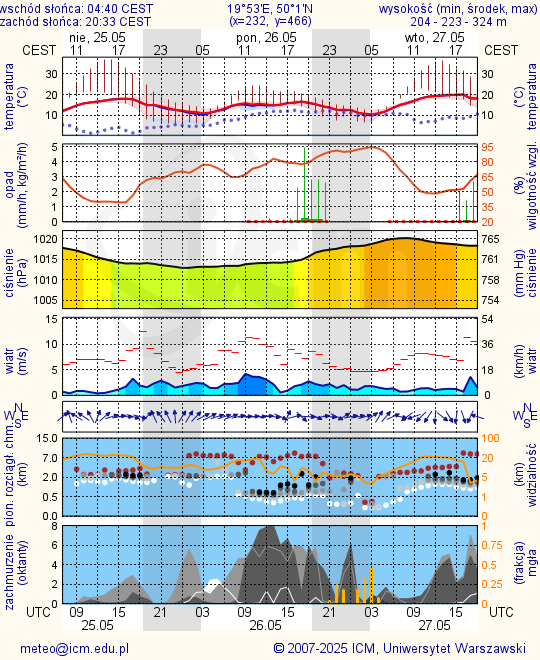 wschód słońca: 04:40 CEST 19°53'E, 50°1'N wysokość (min, środek, max)
zachód słońca: 20:33 CEST (x=232, y=466) 204 - 223 - 324 m
CEST nie, 25.05 pon, 26.05 wto, 27.05 CEST
11 17 23 05 11 17 23 05 11 17
temperatura (°C) 30 20 10 30 20 10 temperatura (°C)
opad (mm/h, kg/m²/h) 5 4 3 2 1 0 95 80 65 50 35 20 (%) wilgotność wzgl.
ciśnienie (hPa) 1020 1015 1010 1005 765 761 758 754 (mm Hg) ciśnienie
wiatr (m/s) 15 10 5 0 54 36 18 0 (km/h) wiatr
N W E S N W E S
pion. rozciągł. chm. (km) 15.0 7.0 2.0 0.5 0.0 100 20 5 1 0 (km) widzialność
zachmurzenie (oktanty) 8 6 4 2 0 1 0.75 0.5 0.25 0 (frakcja) mgła
UTC 09 15 21 03 09 15 21 03 09 15 UTC
25.05 26.05 27.05
meteo@icm.edu.pl © 2007-2025 ICM, Uniwersytet Warszawski